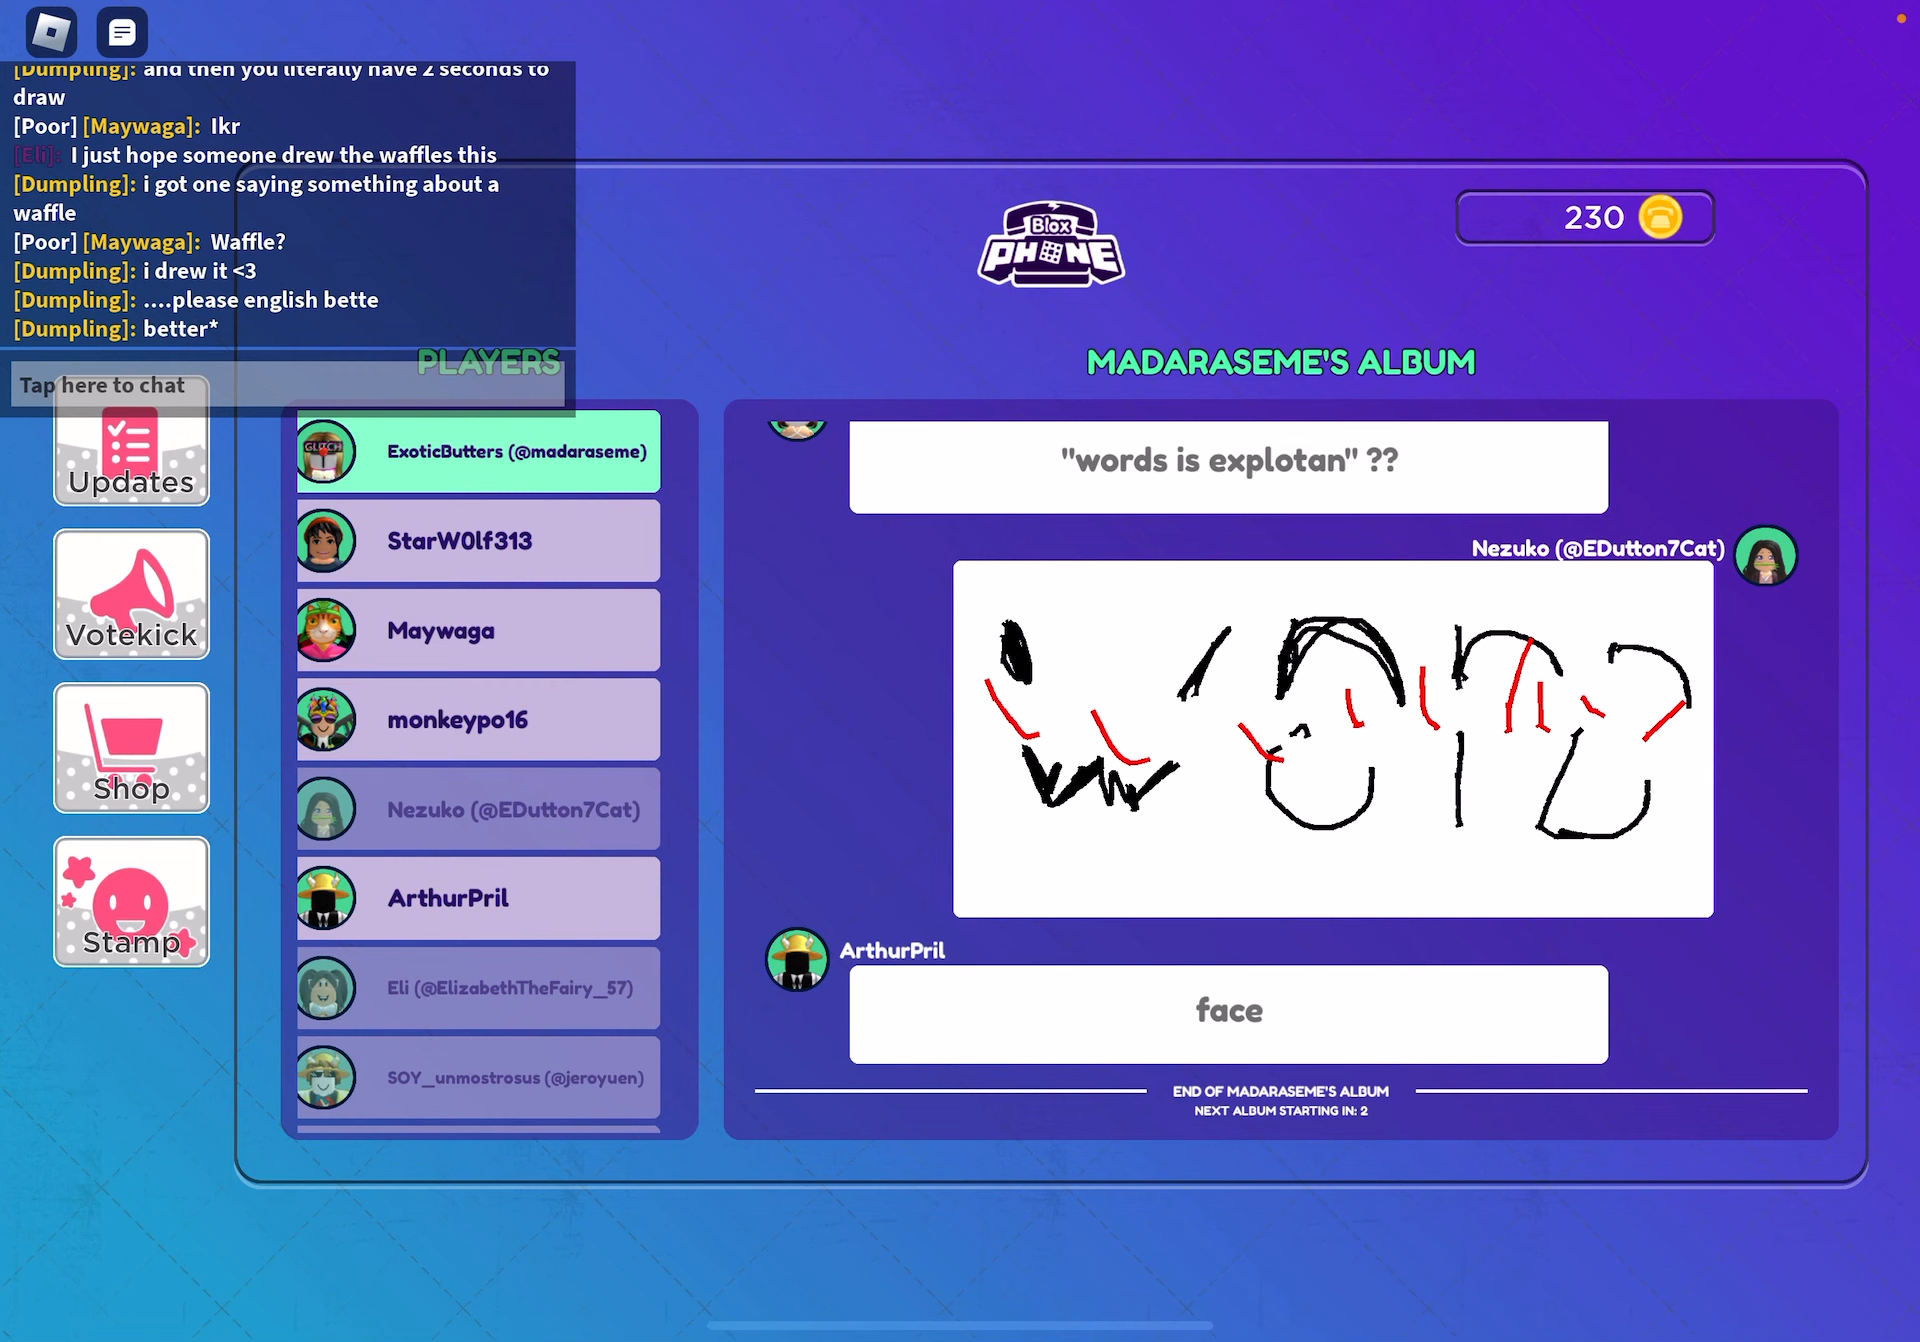 [Dumpling]: and then you literally have 2 seconds to
draw
[Poor] [Maywaga]: Ikr
[Eli]: I just hope someone drew the waffles this
[Dumpling]: i got one saying something about a
waffle
[Poor] [Maywaga]: Waffle?
[Dumpling]: i drew it <3
[Dumpling]: ....please english bette
[Dumpling]: better*
Tap here to chat
Updates
Votekick
Shop
Stamp
Blox
PHONE
230
PLAYERS
ExoticButters (@madaraseme)
StarW0lf313
Maywaga
monkeypo16
Nezuko (@EDutton7Cat)
ArthurPril
Eli (@ElizabethTheFairy_57)
SOY_unmostrosus (@jeroyuen)
MADARASEME'S ALBUM
"words is explotan" ??
Nezuko (@EDutton7Cat)
ArthurPril
face
END OF MADARASEME'S ALBUM
NEXT ALBUM STARTING IN: 2